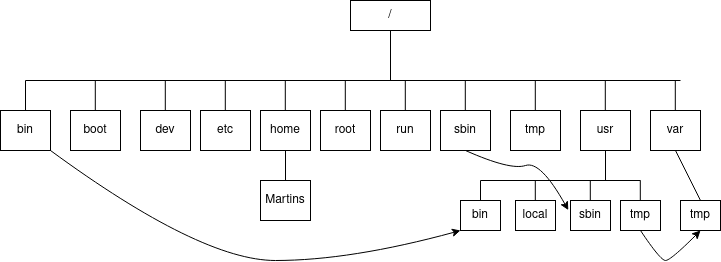 /
bin boot dev etc home root run sbin tmp usr var
Martins
bin local sbin tmp tmp